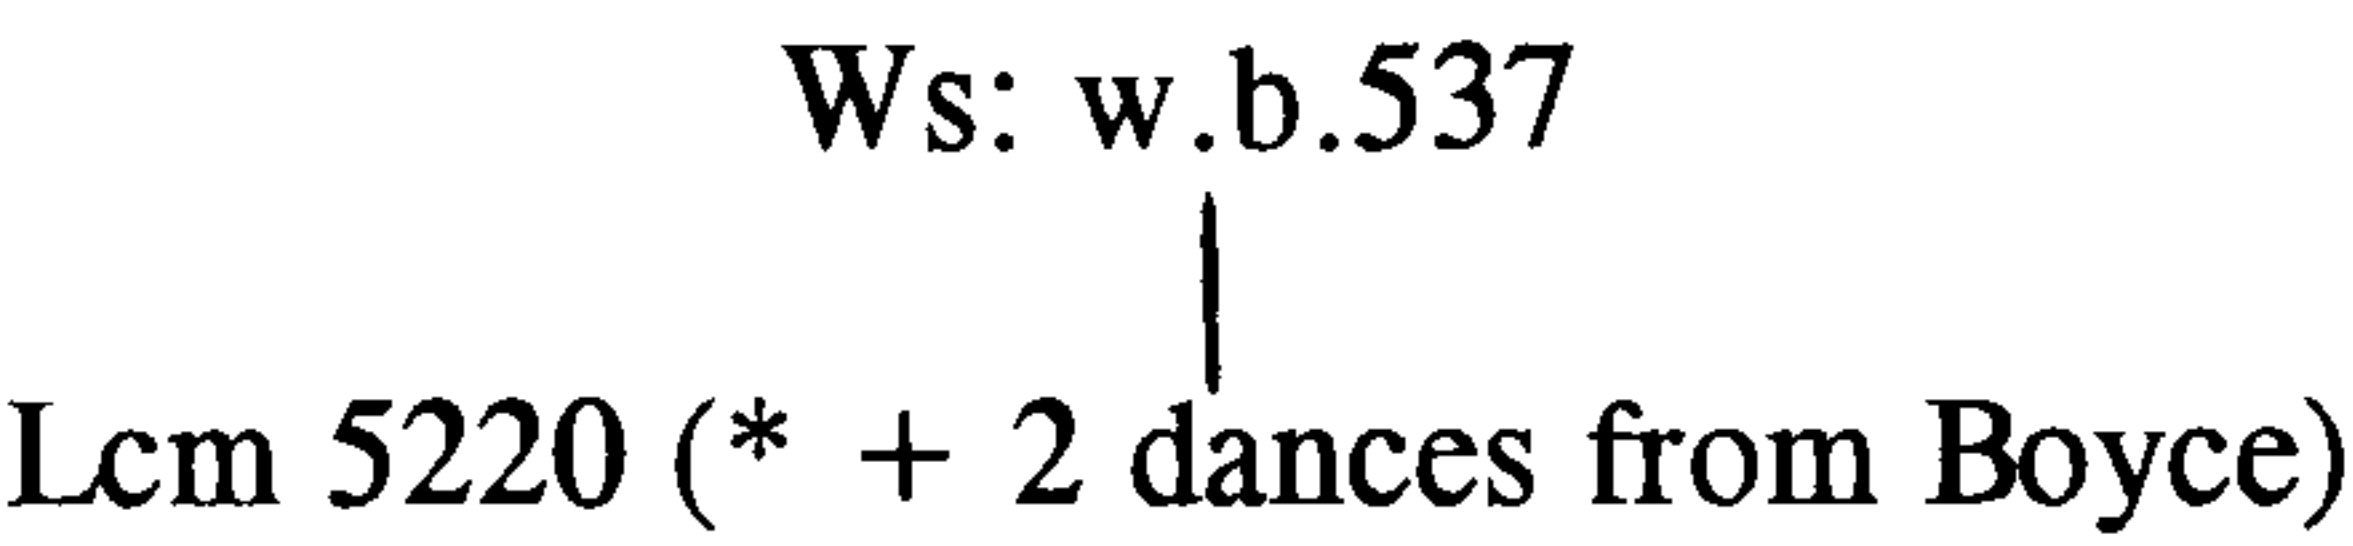 Ws: w.b.537
Lcm 5220 (* + 2 dances from Boyce)